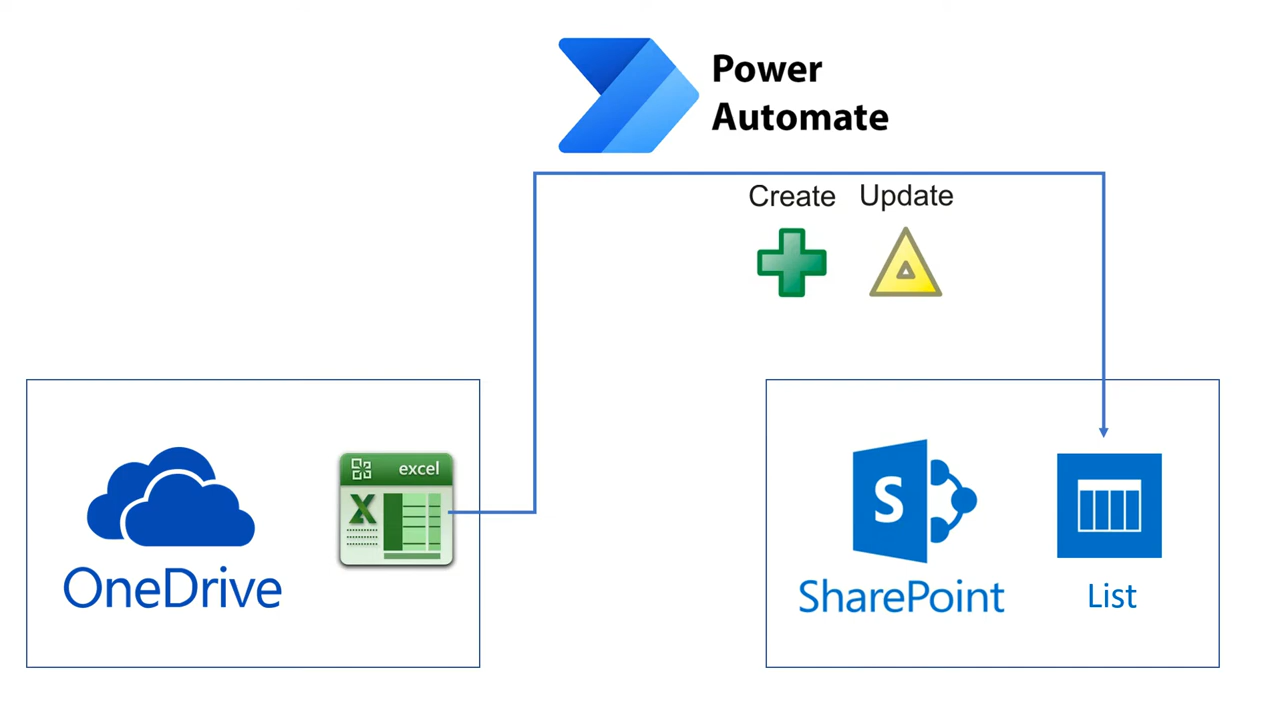 Power
Automate
Create Update
excel
X
OneDrive
S
SharePoint
List